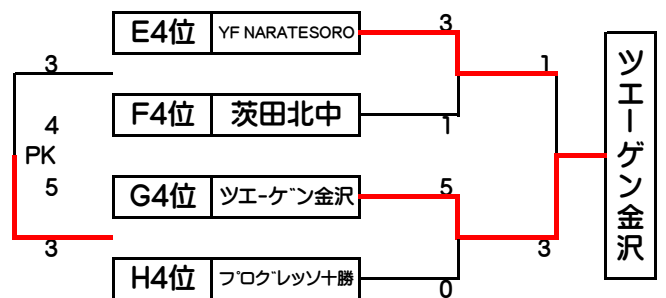 E4位 YF NARATESORO 3
3 1
F4位 茨田北中 1
4
PK
5
G4位 ツエｰゲﾞン金沢 5
3 3
H4位 プログﾞレッソ十勝 0
ツエーゲン金沢